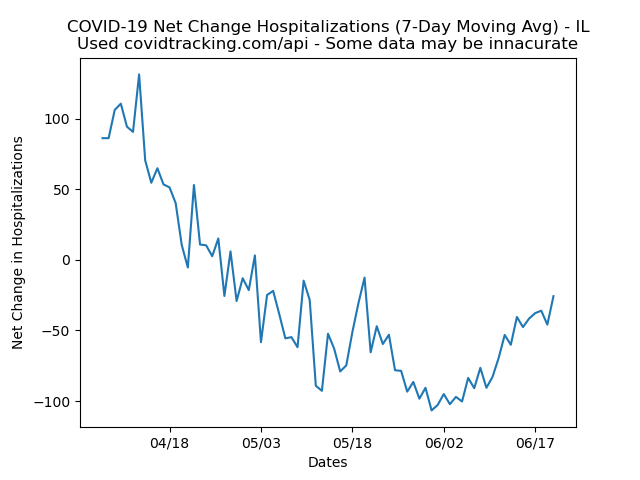 COVID-19 Net Change Hospitalizations (7-Day Moving Avg) - IL
Used covidtracking.com/api - Some data may be innacurate
Net Change in Hospitalizations
100
50
0
−50
−100
04/18 05/03 05/18 06/02 06/17
Dates